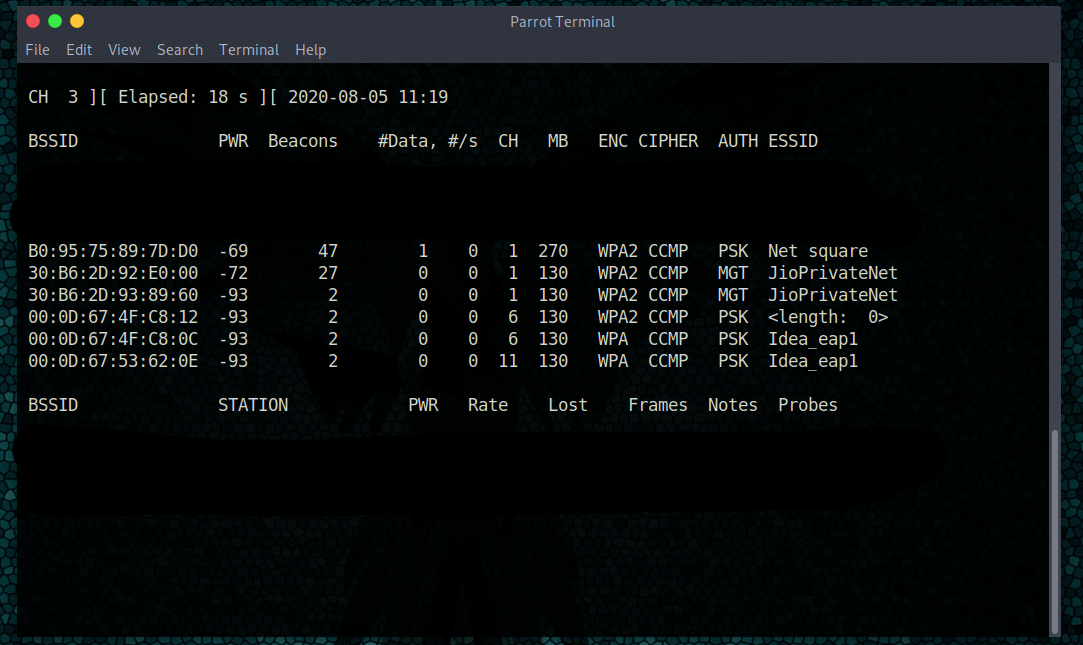 Parrot Terminal
File Edit View Search Terminal Help
CH  3 ][ Elapsed: 18 s ][ 2020-08-05 11:19
BSSID              PWR  Beacons    #Data, #/s  CH   MB   ENC CIPHER  AUTH ESSID
B0:95:75:89:7D:D0  -69       47        1    0   1  270   WPA2 CCMP   PSK  Net square
30:B6:2D:92:E0:00  -72       27        0    0   1  130   WPA2 CCMP   MGT  JioPrivateNet
30:B6:2D:93:89:60  -93        2        0    0   1  130   WPA2 CCMP   MGT  JioPrivateNet
00:0D:67:4F:C8:12  -93        2        0    0   6  130   WPA2 CCMP   PSK  <length:  0>
00:0D:67:4F:C8:0C  -93        2        0    0   6  130   WPA  CCMP   PSK  Idea_eap1
00:0D:67:53:62:0E  -93        2        0    0  11  130   WPA  CCMP   PSK  Idea_eap1
BSSID              STATION            PWR   Rate    Lost    Frames  Notes  Probes